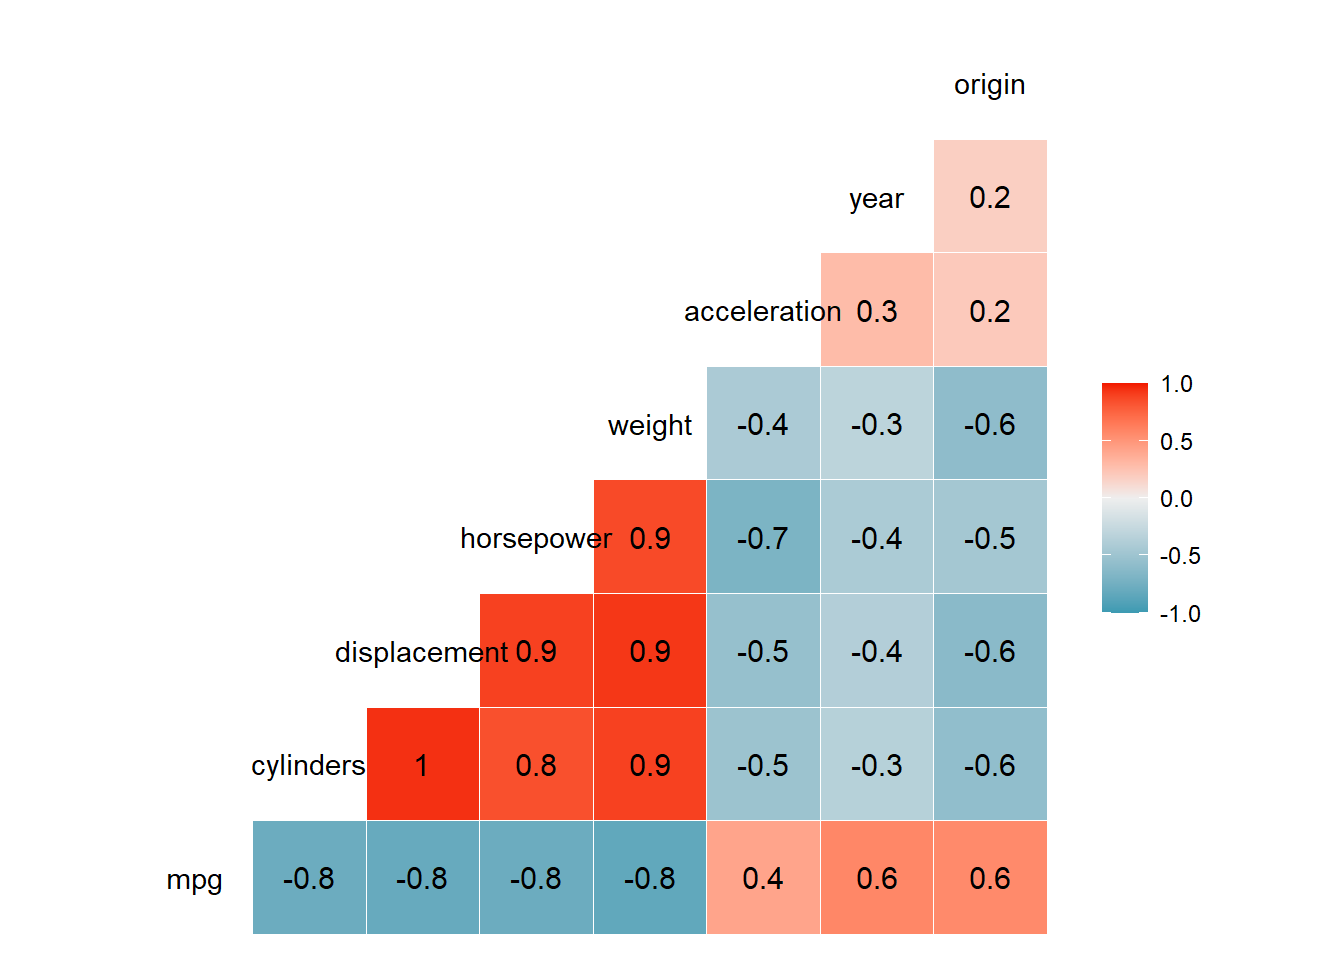 origin
year 0.2
acceleration 0.3 0.2
weight -0.4 -0.3 -0.6
horsepower 0.9 -0.7 -0.4 -0.5
displacement 0.9 0.9 -0.5 -0.4 -0.6
cylinders 1 0.8 0.9 -0.5 -0.3 -0.6
mpg -0.8 -0.8 -0.8 -0.8 0.4 0.6 0.6
1.0
0.5
0.0
-0.5
-1.0